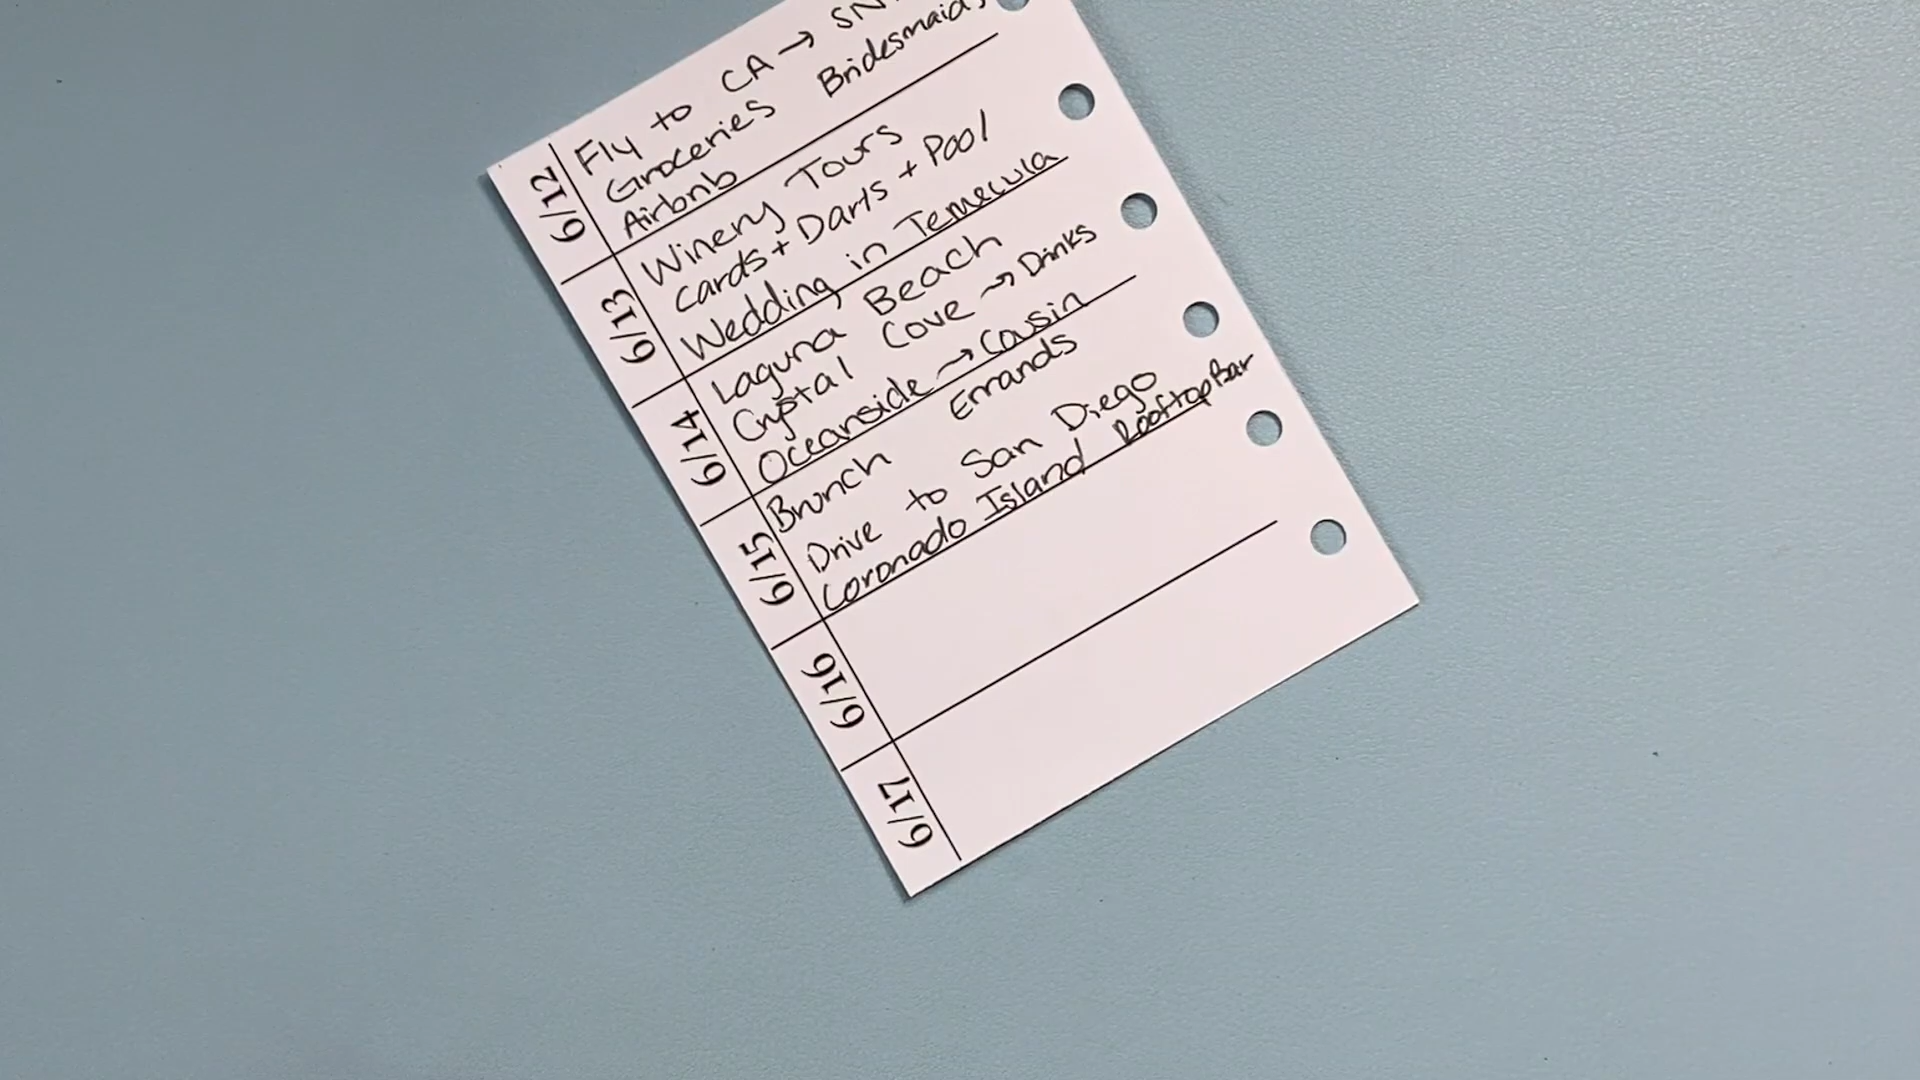 6/12
Fly to CA →
Groceries Bridesmaids
Airbnb
6/13
Winery Tours
Cards + Darts + Pool
Wedding in Temecula
6/14
Laguna Beach
Crystal Cove → Drinks
Oceanside → Cousin
6/15
Brunch Errands
Drive to San Diego
Coronado Island Rooftop Bar
6/16
6/17